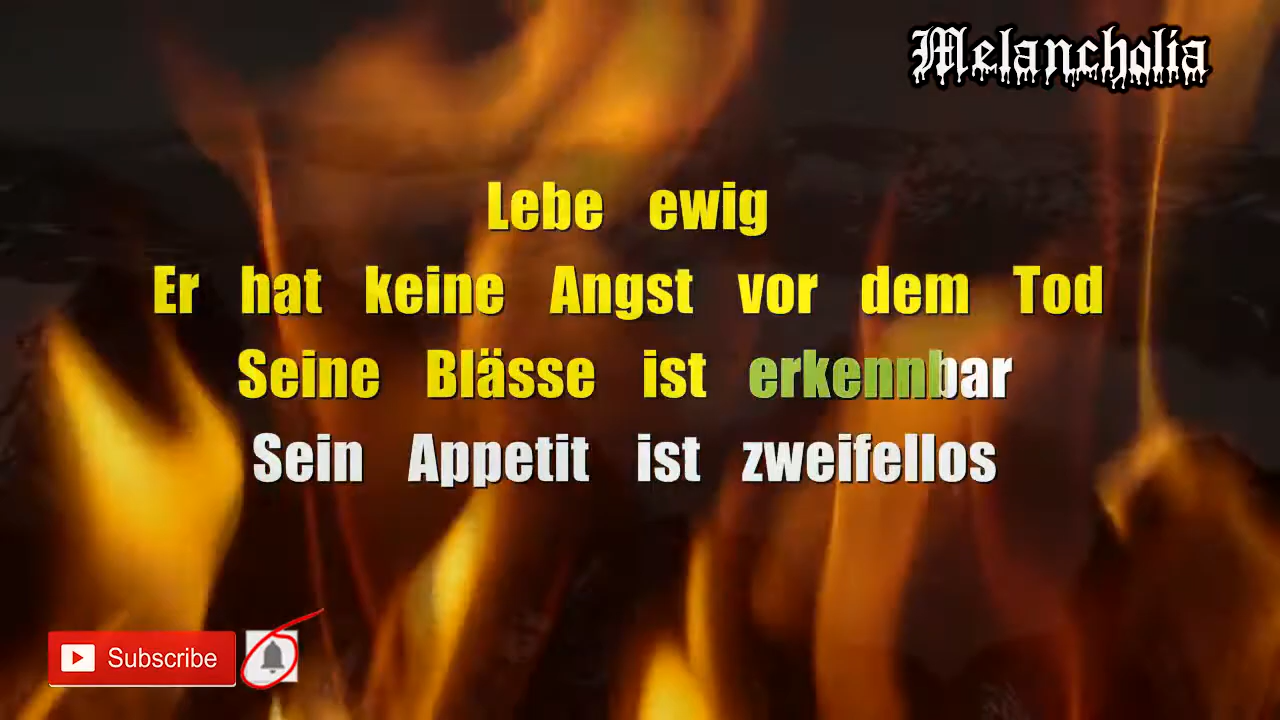 Melancholia
Lebe ewig
Er hat keine Angst vor dem Tod
Seine Blässe ist erkennbar
Sein Appetit ist zweifellos
Subscribe